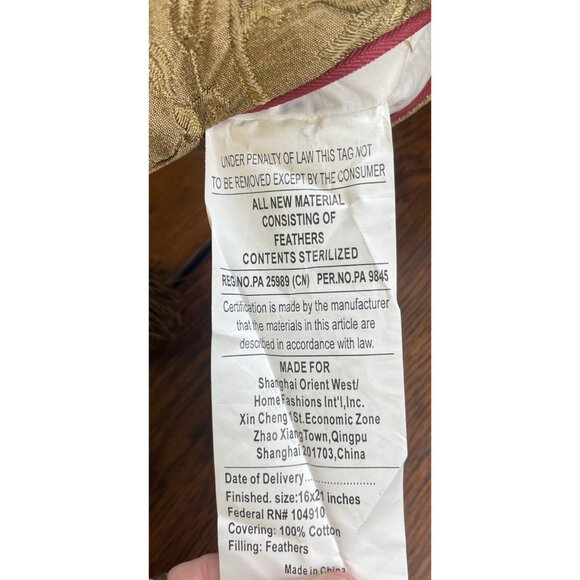 UNDER PENALTY OF LAW THIS TAG NOT
TO BE REMOVED EXCEPT BY THE CONSUMER
ALL NEW MATERIAL
CONSISTING OF
FEATHERS
CONTENTS STERILIZED
REG.NO.PA 25989 (CN) PER.NO.PA 9845
Certification is made by the manufacturer
that the materials in this article are
described in accordance with law.
MADE FOR
Shanghai Orient West/
Home Fashions Int'l,Inc.
Xin Cheng 1St.Economic Zone
Zhao XiangTown,Qingpu
Shanghai 201703,China
Date of Delivery......................
Finished. size:16x21 inches
Federal RN# 104910
Covering: 100% Cotton
Filling: Feathers
Made in China